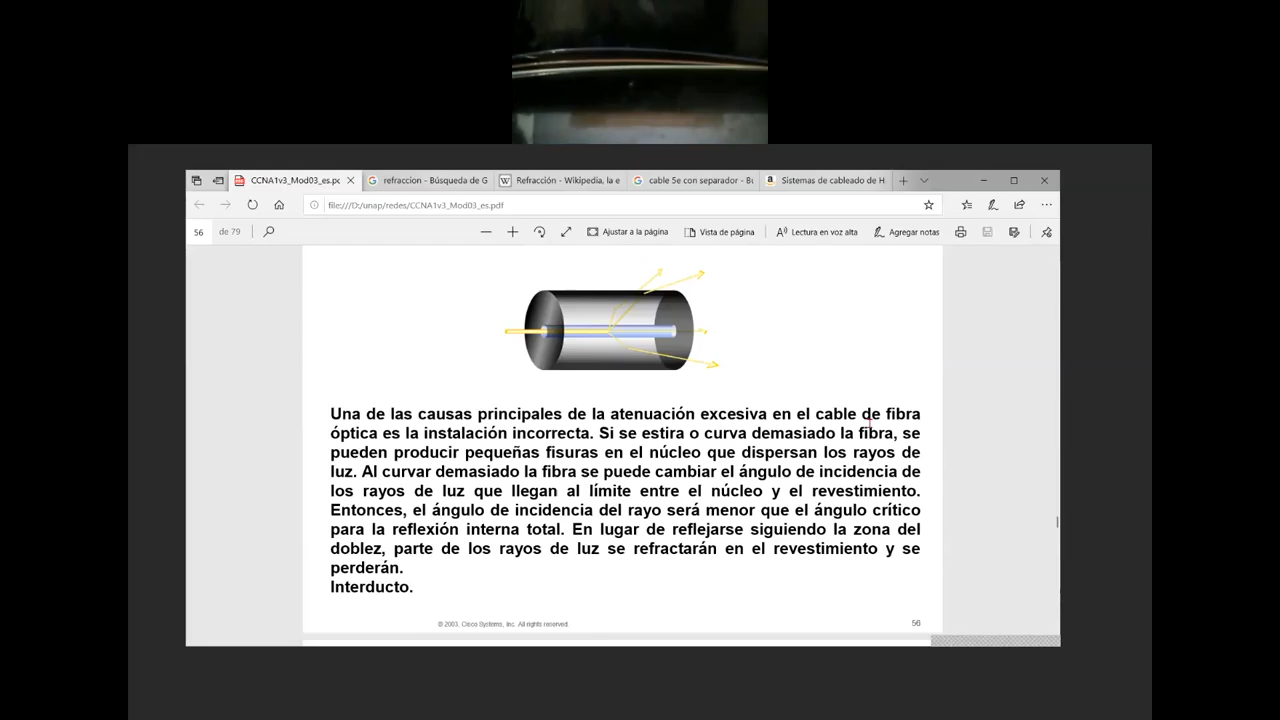 CCNA1v3_Mod03_es.pc
refraccion - Búsqueda de G
Refracción - Wikipedia, la e
cable 5e con separador - Bu
Sistemas de cableado de H
file:///D:/unap/redes/CCNA1v3_Mod03_es.pdf
56 de 79
Ajustar a la página
Vista de página
Lectura en voz alta
Agregar notas
Una de las causas principales de la atenuación excesiva en el cable de fibra
óptica es la instalación incorrecta. Si se estira o curva demasiado la fibra, se
pueden producir pequeñas fisuras en el núcleo que dispersan los rayos de
luz. Al curvar demasiado la fibra se puede cambiar el ángulo de incidencia de
los rayos de luz que llegan al límite entre el núcleo y el revestimiento.
Entonces, el ángulo de incidencia del rayo será menor que el ángulo crítico
para la reflexión interna total. En lugar de reflejarse siguiendo la zona del
doblez, parte de los rayos de luz se refractarán en el revestimiento y se
perderán.
Interducto.
© 2003, Cisco Systems, Inc. All rights reserved.
56